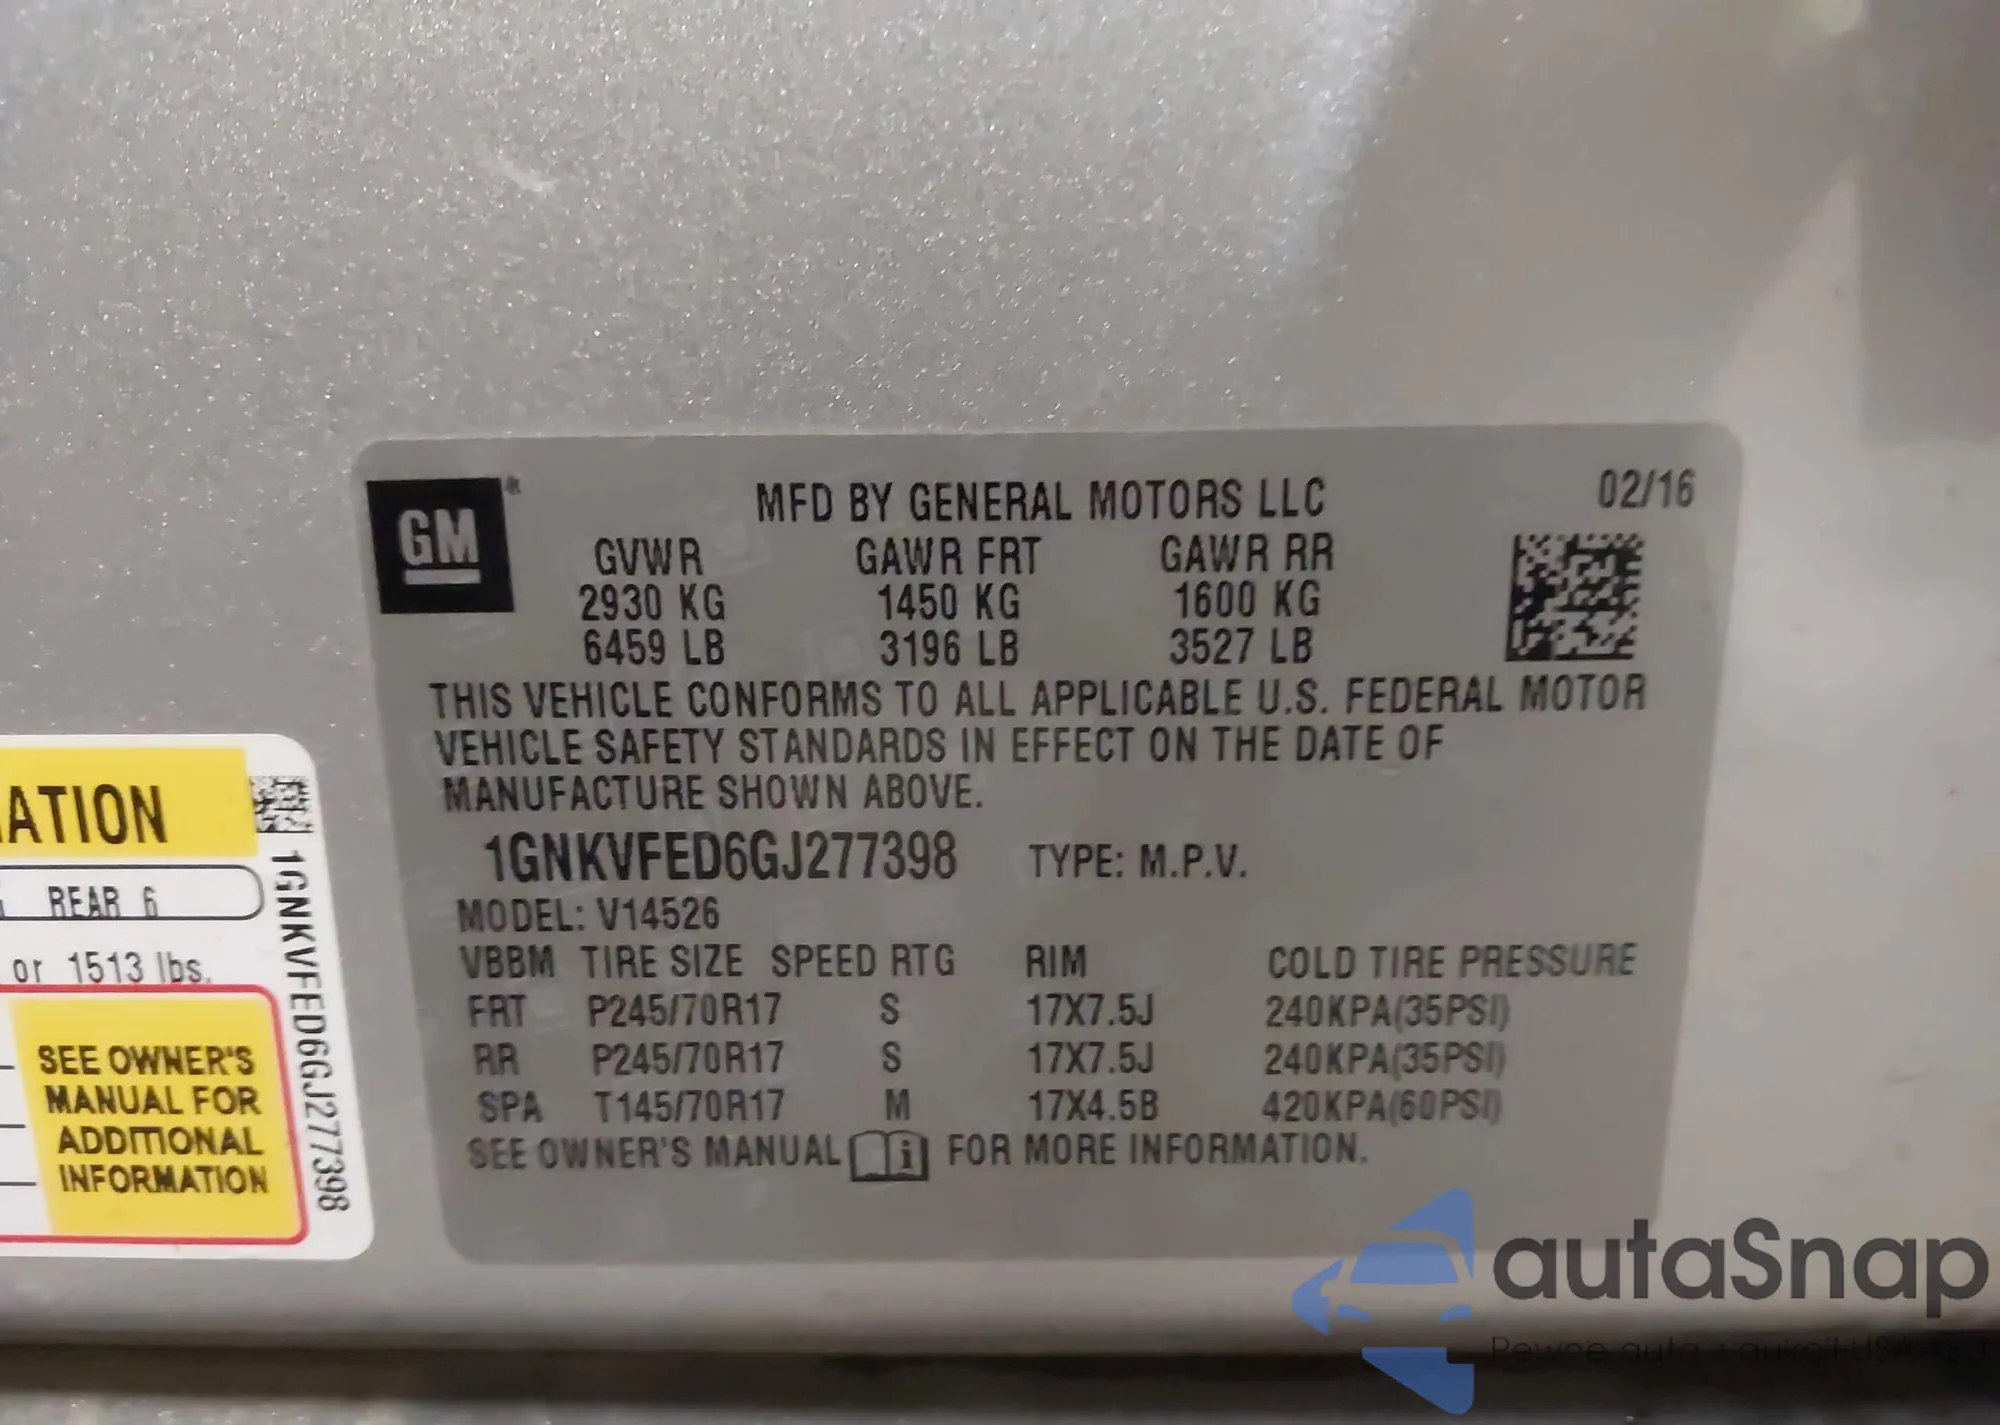 GM
MFD BY GENERAL MOTORS LLC 02/16
GVWR GAWR FRT GAWR RR
2930 KG 1450 KG 1600 KG
6459 LB 3196 LB 3527 LB
THIS VEHICLE CONFORMS TO ALL APPLICABLE U.S. FEDERAL MOTOR
VEHICLE SAFETY STANDARDS IN EFFECT ON THE DATE OF
MANUFACTURE SHOWN ABOVE.
1GNKVFED6GJ277398 TYPE: M.P.V.
MODEL: V14526
VBBM TIRE SIZE SPEED RTG RIM COLD TIRE PRESSURE
FRT P245/70R17 S 17X7.5J 240KPA(35PSI)
RR P245/70R17 S 17X7.5J 240KPA(35PSI)
SPA T145/70R17 M 17X4.5B 420KPA(60PSI)
SEE OWNER'S MANUAL i FOR MORE INFORMATION.
ATION
REAR 6
or 1513 lbs.
SEE OWNER'S
MANUAL FOR
ADDITIONAL
INFORMATION
1GNKVFED6GJ277398
autaSnap
Pewne auta z aukcji USA